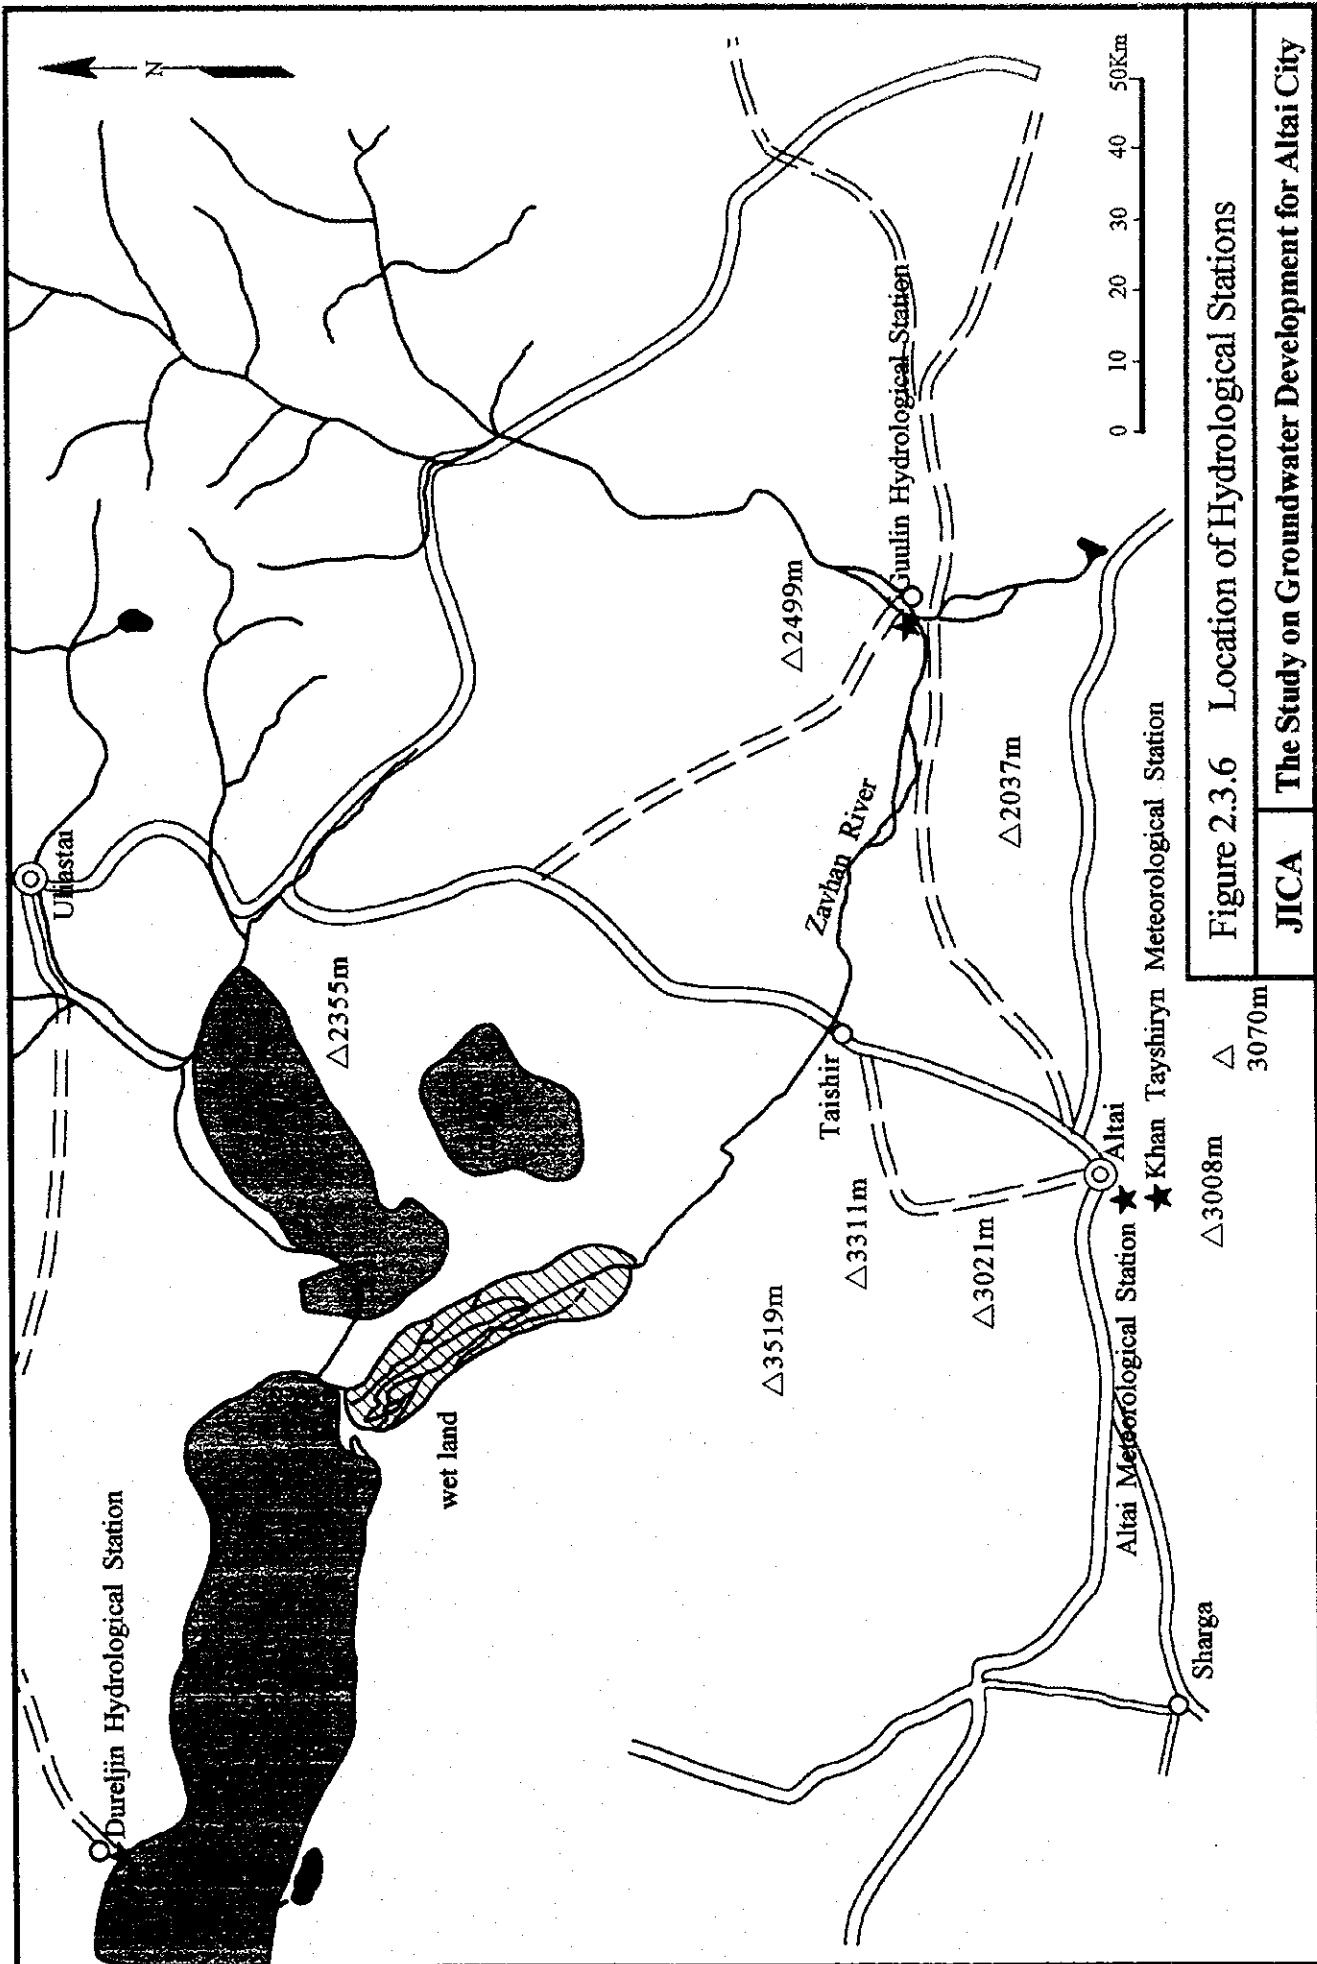 N
Uliastai
Dureljin Hydrological Station
△2355m
wet land
△2499m
Guulin Hydrological Station
Zavhan River
△3519m
Taishir
△3311m
△3021m
△2037m
Altai
Altai Meteorological Station
Khan Tayshiryn Meteorological Station
Sharga
△3008m
△
3070m
0 10 20 30 40 50Km
Figure 2.3.6 Location of Hydrological Stations
JICA The Study on Groundwater Development for Altai City